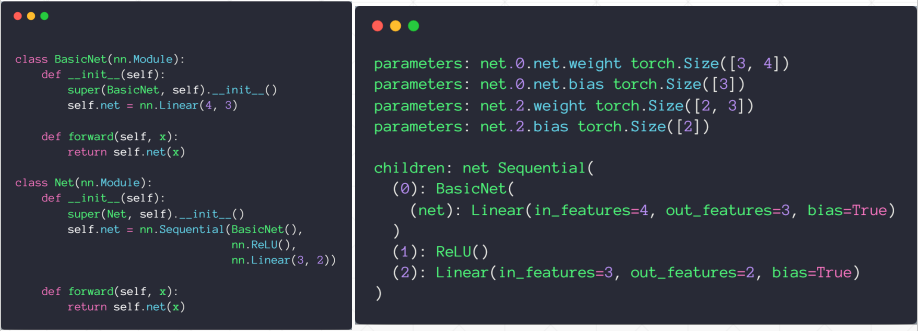 class BasicNet(nn.Module):
    def __init__(self):
        super(BasicNet, self).__init__()
        self.net = nn.Linear(4, 3)

    def forward(self, x):
        return self.net(x)

class Net(nn.Module):
    def __init__(self):
        super(Net, self).__init__()
        self.net = nn.Sequential(BasicNet(),
                                 nn.ReLU(),
                                 nn.Linear(3, 2))

    def forward(self, x):
        return self.net(x)

parameters: net.0.net.weight torch.Size([3, 4])
parameters: net.0.net.bias torch.Size([3])
parameters: net.2.weight torch.Size([2, 3])
parameters: net.2.bias torch.Size([2])

children: net Sequential(
  (0): BasicNet(
    (net): Linear(in_features=4, out_features=3, bias=True)
  )
  (1): ReLU()
  (2): Linear(in_features=3, out_features=2, bias=True)
)